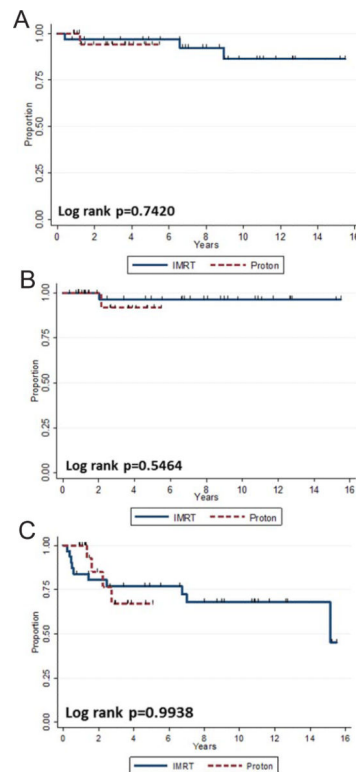 A
Proportion
1.00
0.75
0.50
0.25
0.00
Log rank p=0.7420
0 2 4 6 8 10 12 14 16
Years
IMRT Proton
B
Proportion
1.00
0.75
0.50
0.25
0.00
Log rank p=0.5464
0 2 4 6 8 10 12 14 16
Years
IMRT Proton
C
Proportion
1.00
0.75
0.50
0.25
0.00
Log rank p=0.9938
0 2 4 6 8 10 12 14 16
Years
IMRT Proton